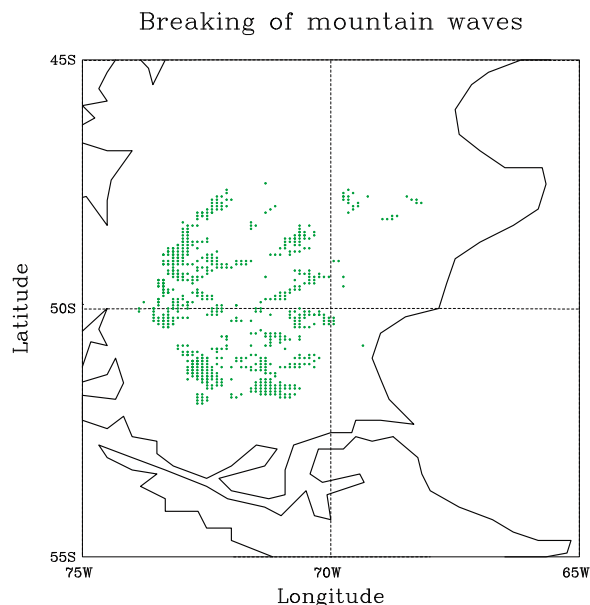 Breaking of mountain waves
45S
Latitude
50S
55S
75W 70W 65W
Longitude